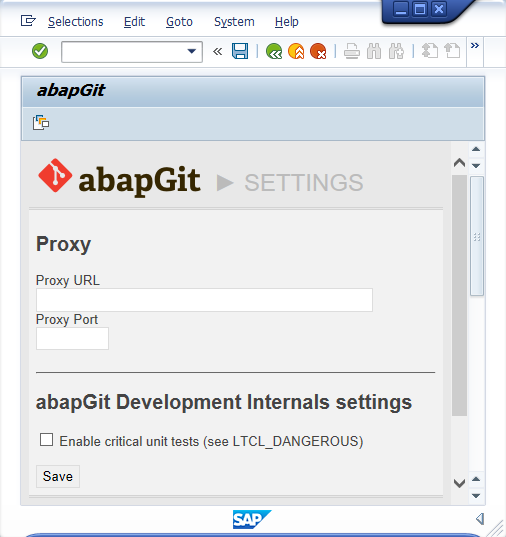 Selections Edit Goto System Help
abapGit
abapGit ► SETTINGS
Proxy
Proxy URL
Proxy Port
abapGit Development Internals settings
Enable critical unit tests (see LTCL_DANGEROUS)
Save
SAP